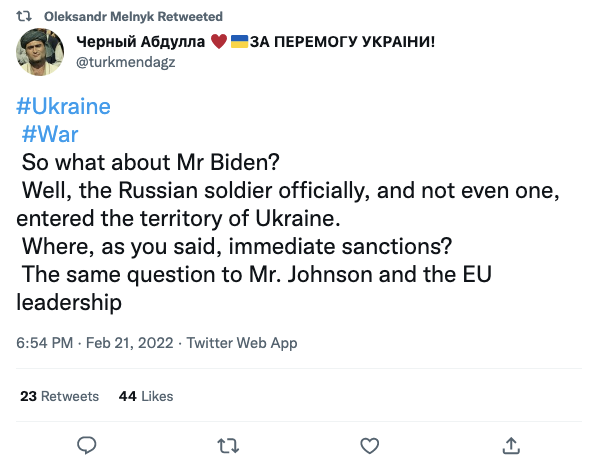 Oleksandr Melnyk Retweeted
Черный Абдулла ❤️🇺🇦ЗА ПЕРЕМОГУ УКРАІНИ!
@turkmendagz
#Ukraine
#War
So what about Mr Biden?
Well, the Russian soldier officially, and not even one,
entered the territory of Ukraine.
Where, as you said, immediate sanctions?
The same question to Mr. Johnson and the EU
leadership
6:54 PM · Feb 21, 2022 · Twitter Web App
23 Retweets 44 Likes